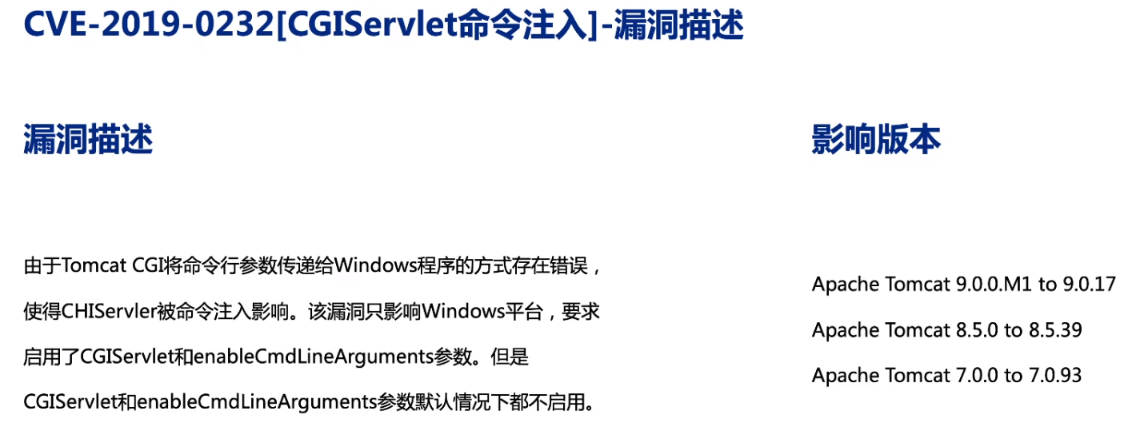 CVE-2019-0232[CGIServlet命令注入]-漏洞描述
漏洞描述
由于Tomcat CGI将命令行参数传递给Windows程序的方式存在错误，
使得CHIServler被命令注入影响。该漏洞只影响Windows平台，要求
启用了CGIServlet和enableCmdLineArguments参数。但是
CGIServlet和enableCmdLineArguments参数默认情况下都不启用。
影响版本
Apache Tomcat 9.0.0.M1 to 9.0.17
Apache Tomcat 8.5.0 to 8.5.39
Apache Tomcat 7.0.0 to 7.0.93